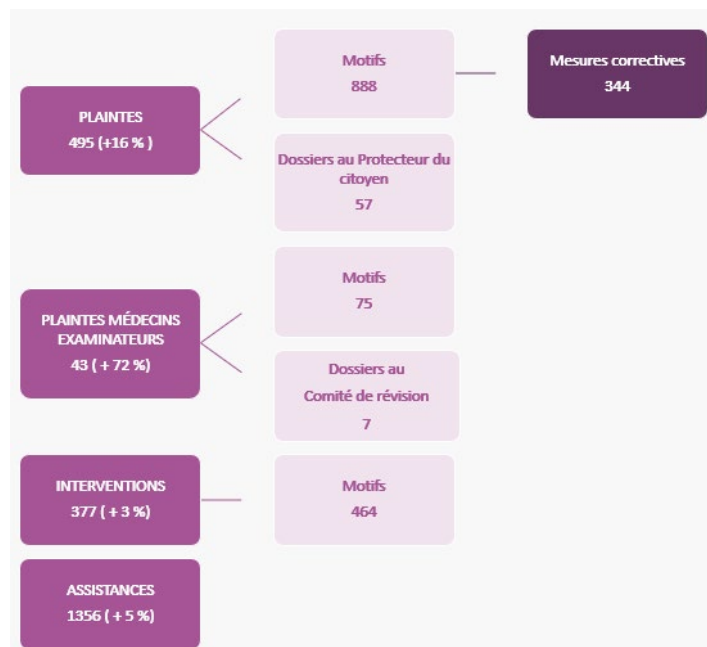 PLAINTES
495 (+16 % )
Motifs
888
Mesures correctives
344
Dossiers au Protecteur du
citoyen
57
PLAINTES MÉDECINS
EXAMINATEURS
43 ( + 72 %)
Motifs
75
Dossiers au
Comité de révision
7
INTERVENTIONS
377 ( + 3 %)
Motifs
464
ASSISTANCES
1356 ( + 5 %)